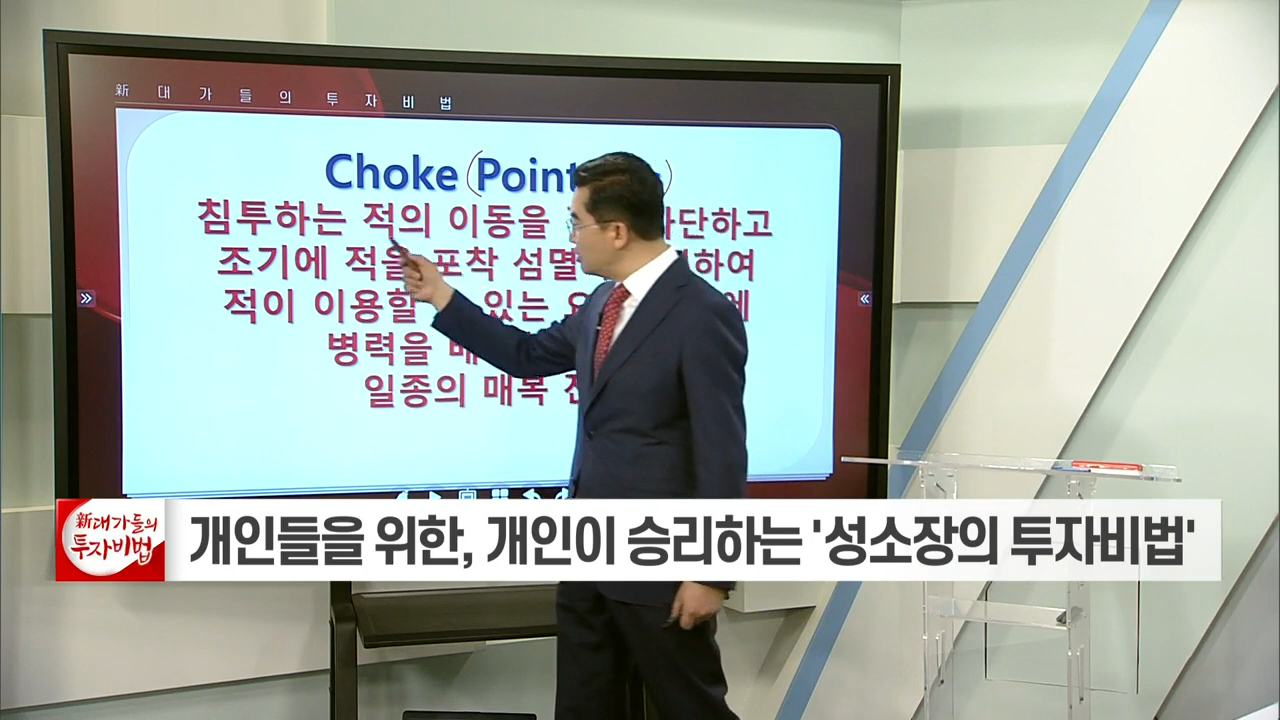 新 대 가 들 의 투 자 비 법
Choke (Point )
침투하는 적의 이동을 차단하고
조기에 적을 포착 섬멸 하여
적이 이용할 있는 에
병력을
일종의 매복
新대가들의
투자비법
개인들을 위한, 개인이 승리하는 '성소장의 투자비법'